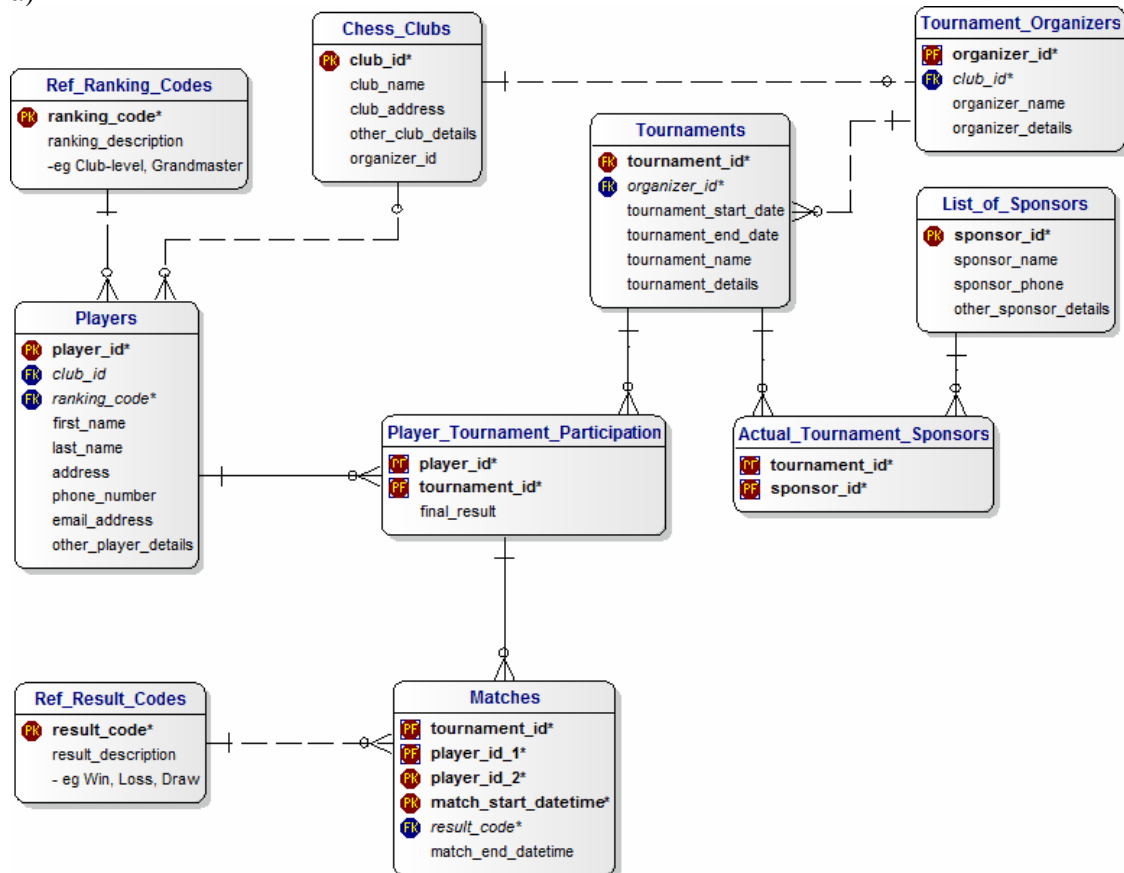 a)
Chess_Clubs
PK club_id*
club_name
club_address
other_club_details
organizer_id
Tournament_Organizers
PF organizer_id*
FK club_id*
organizer_name
organizer_details
Ref_Ranking_Codes
PK ranking_code*
ranking_description
-eg Club-level, Grandmaster
Tournaments
FK tournament_id*
FK organizer_id*
tournament_start_date
tournament_end_date
tournament_name
tournament_details
List_of_Sponsors
PK sponsor_id*
sponsor_name
sponsor_phone
other_sponsor_details
Players
PK player_id*
FK club_id
FK ranking_code*
first_name
last_name
address
phone_number
email_address
other_player_details
Player_Tournament_Participation
player_id*
PF tournament_id*
final_result
Actual_Tournament_Sponsors
tournament_id*
PF sponsor_id*
Ref_Result_Codes
PK result_code*
result_description
- eg Win, Loss, Draw
Matches
PF tournament_id*
PF player_id_1*
PK player_id_2*
PK match_start_datetime*
FK result_code*
match_end_datetime